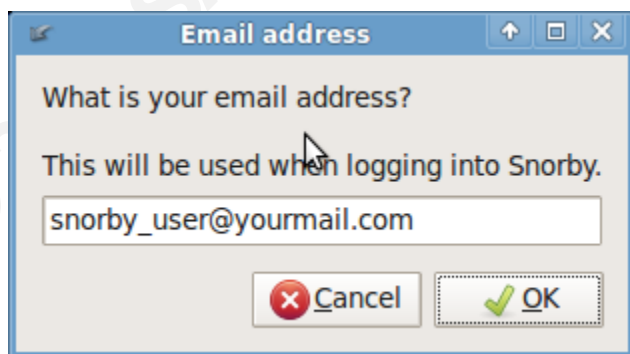 Email address
What is your email address?
This will be used when logging into Snorby.
snorby_user@yourmail.com
Cancel
OK